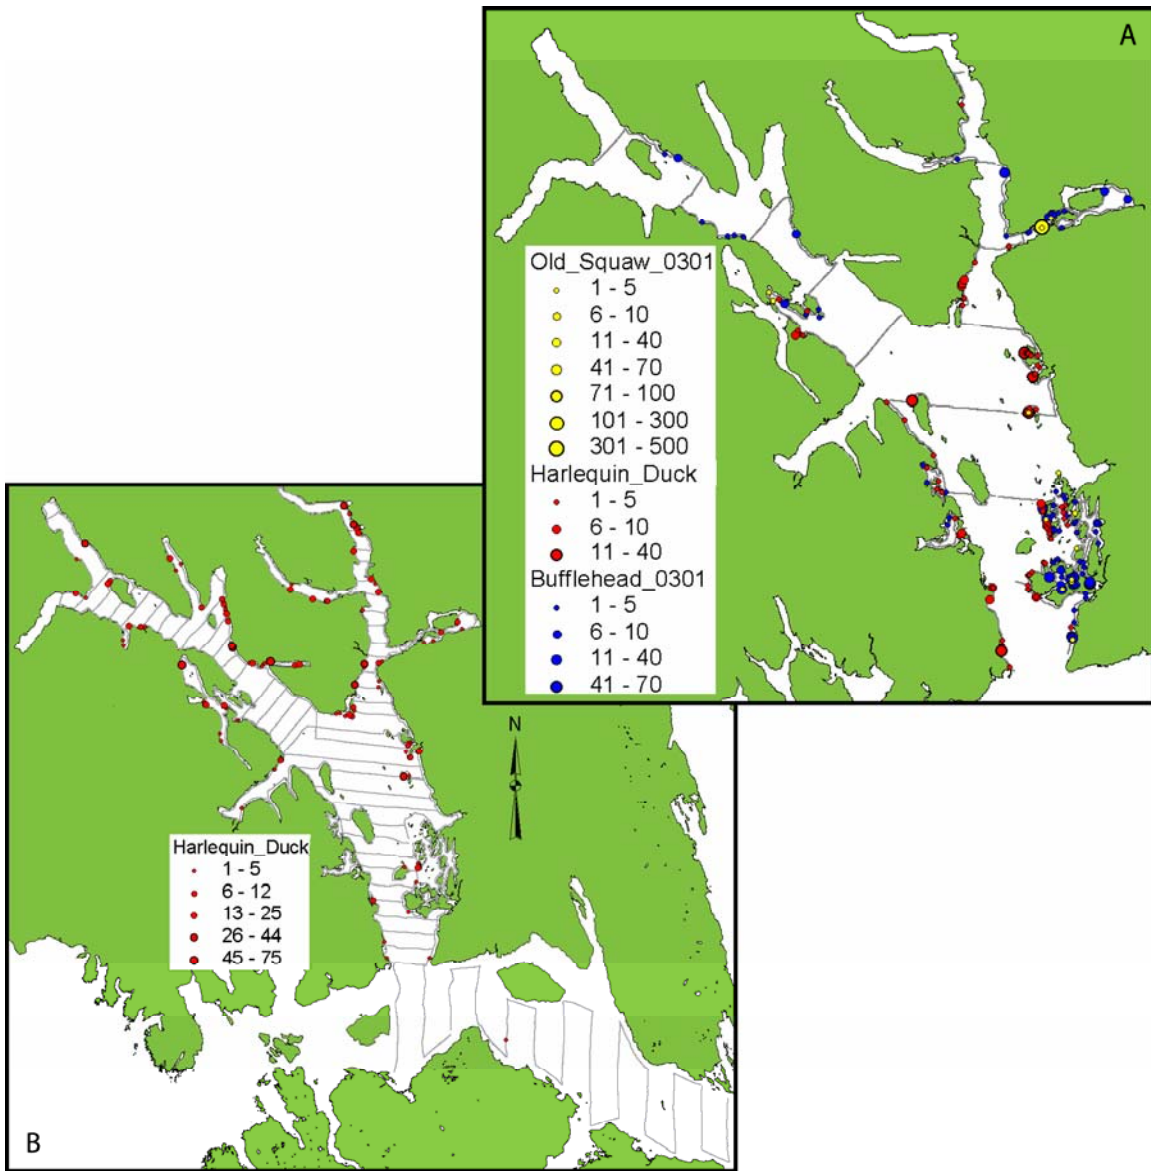 A
Old_Squaw_0301
1 - 5
6 - 10
11 - 40
41 - 70
71 - 100
101 - 300
301 - 500
Harlequin_Duck
1 - 5
6 - 10
11 - 40
Bufflehead_0301
1 - 5
6 - 10
11 - 40
41 - 70
N
Harlequin_Duck
1 - 5
6 - 12
13 - 25
26 - 44
45 - 75
B